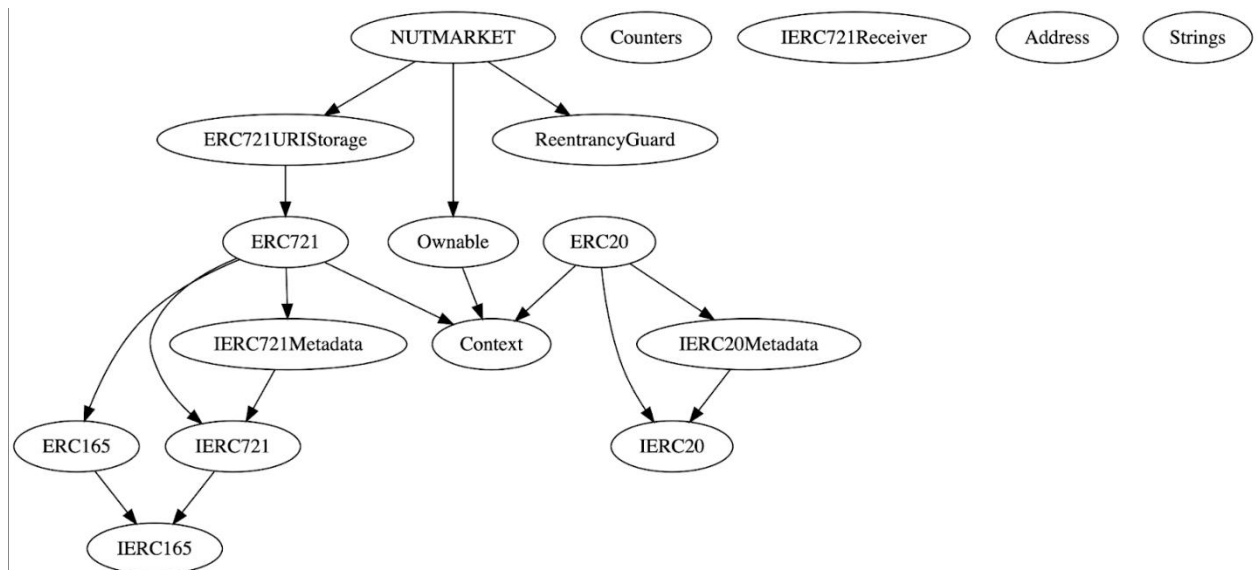 NUTMARKET
Counters
IERC721Receiver
Address
Strings
ERC721URIStorage
ReentrancyGuard
ERC721
Ownable
ERC20
IERC721Metadata
Context
IERC20Metadata
ERC165
IERC721
IERC20
IERC165